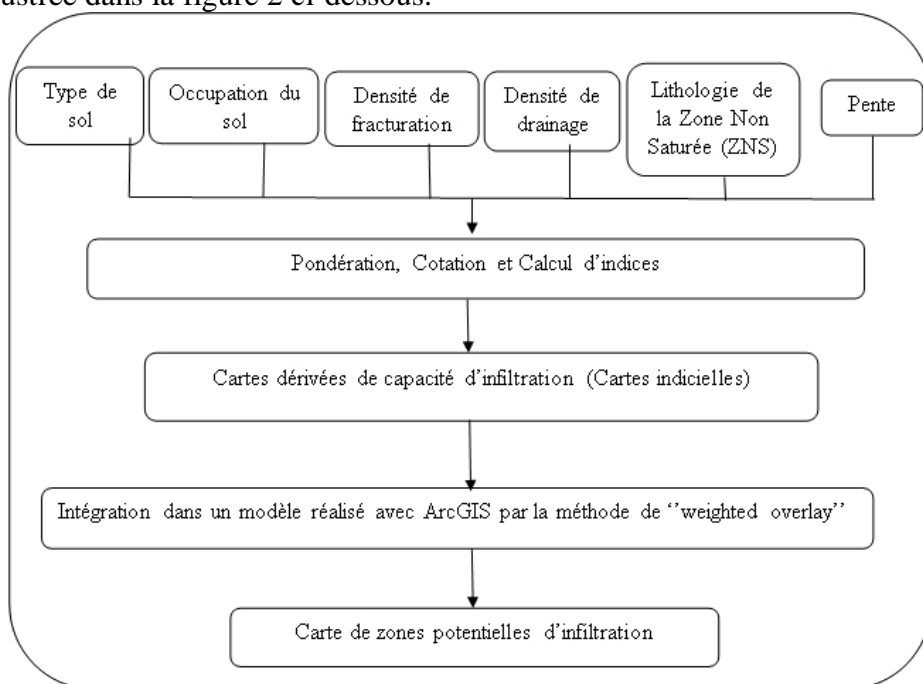 ustrée dans la figure 2 ci dessous.
Type de
sol
Occupation du
sol
Densité de
fracturation
Densité de
drainage
Lithologie de
la Zone Non
Saturée (ZNS)
Pente
Pondération, Cotation et Calcul d'indices
Cartes dérivées de capacité d'infiltration (Cartes indicielles)
Intégration dans un modèle réalisé avec ArcGIS par la méthode de ‘‘weighted overlay’’
Carte de zones potentielles d'infiltration